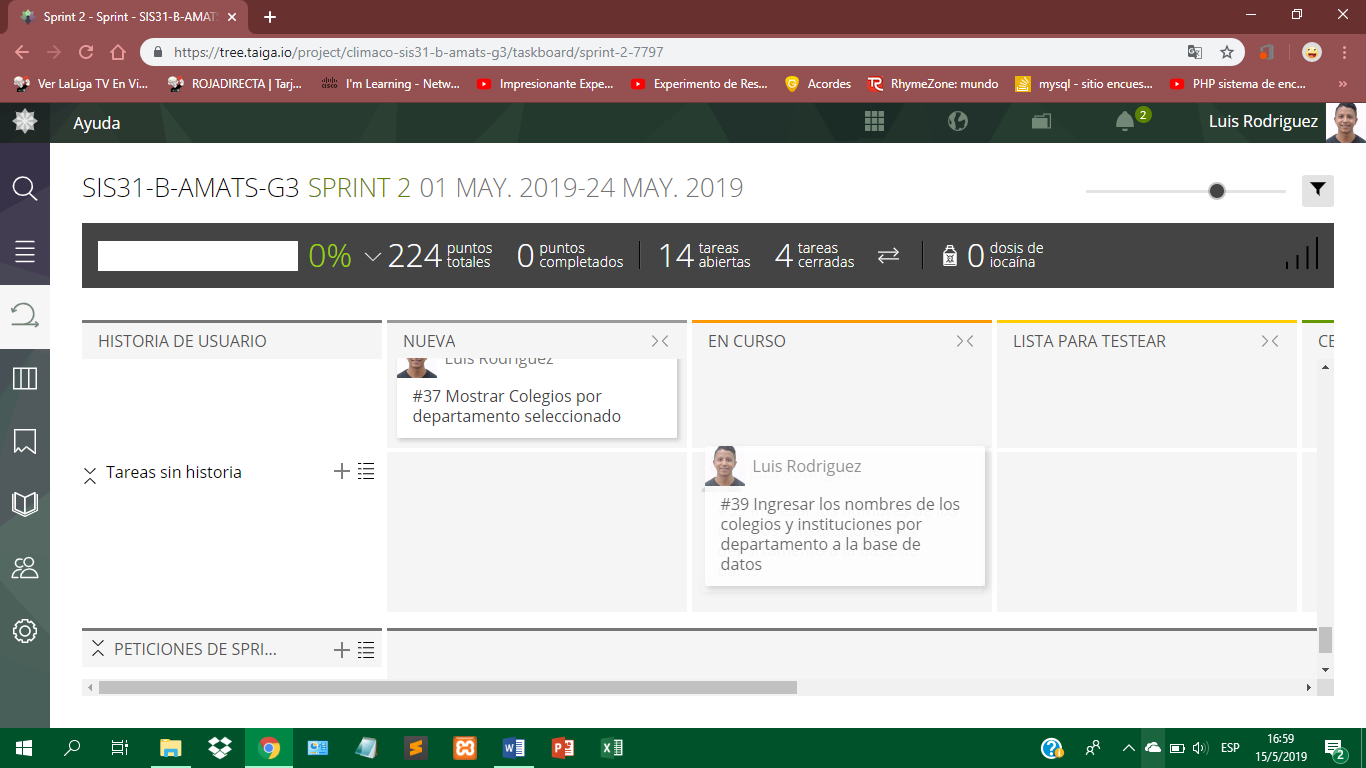 Sprint 2 - Sprint - SIS31-B-AMATS
https://tree.taiga.io/project/climaco-sis31-b-amats-g3/taskboard/sprint-2-7797
Ver LaLiga TV En Vi...
ROJADIRECTA | Tarj...
I'm Learning - Netw...
Impresionante Expe...
Experimento de Res...
Acordes
RhymeZone: mundo
mysql - sitio encues...
PHP sistema de enc...
Ayuda
2
Luis Rodriguez
SIS31-B-AMATS-G3 SPRINT 2 01 MAY. 2019-24 MAY. 2019
0%
224 puntos totales
0 puntos completados
14 tareas abiertas
4 tareas cerradas
0 dosis de iocaína
HISTORIA DE USUARIO
NUEVA
EN CURSO
LISTA PARA TESTEAR
CE
Luis Rodriguez
#37 Mostrar Colegios por
departamento seleccionado
Tareas sin historia
Luis Rodriguez
#39 Ingresar los nombres de los
colegios y instituciones por
departamento a la base de
datos
PETICIONES DE SPRI...
ESP
16:59
15/5/2019
2